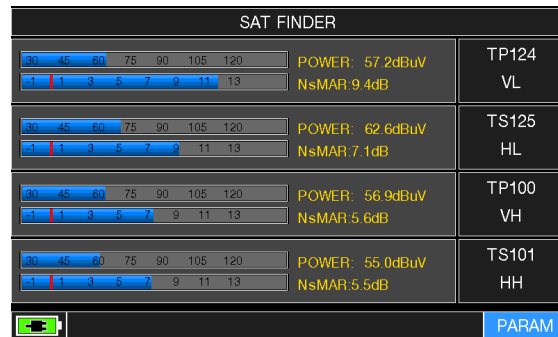 SAT FINDER
30 45 60 75 90 105 120
POWER: 57.2dBuV
-1 1 3 5 7 9 11 13
NsMAR:9.4dB
TP124
VL
30 45 60 75 90 105 120
POWER: 62.6dBuV
-1 1 3 5 7 9 11 13
NsMAR:7.1dB
TS125
HL
30 45 60 75 90 105 120
POWER: 56.9dBuV
-1 1 3 5 7 9 11 13
NsMAR:5.6dB
TP100
VH
30 45 60 75 90 105 120
POWER: 55.0dBuV
-1 1 3 5 7 9 11 13
NsMAR:5.5dB
TS101
HH
PARAM